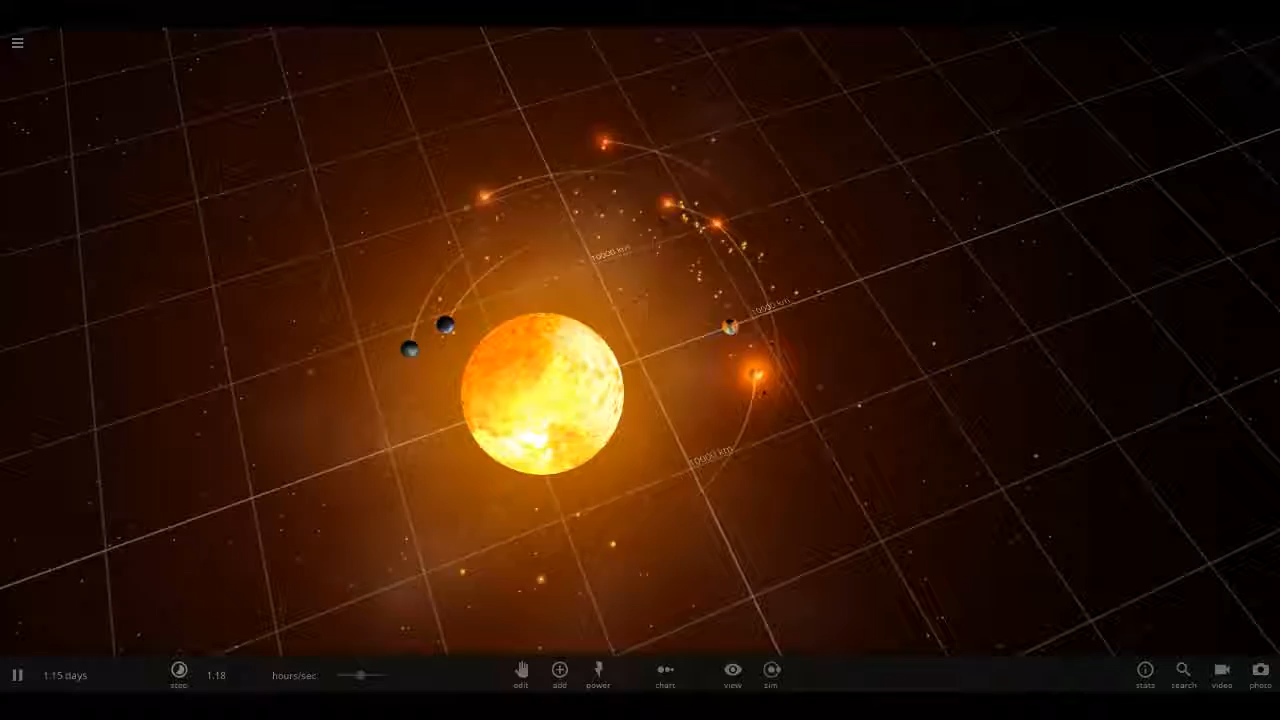 10000 km
10000 km
10000 km
1.15 days
step
1.18
hours/sec
edit
add
power
chart
view
sim
stats
search
video
photo